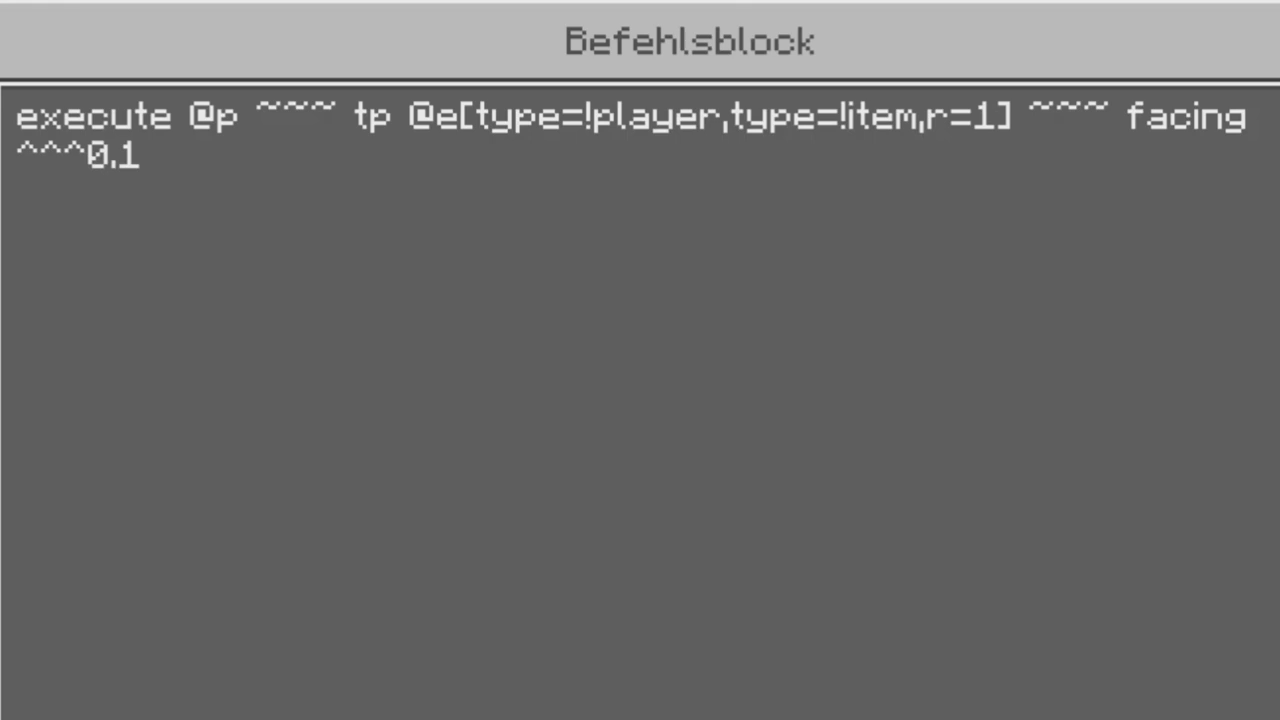 Befehlsblock
execute @p ~~~ tp @e[type=!player,type=!item,r=1] ~~~ facing
^^^0.1